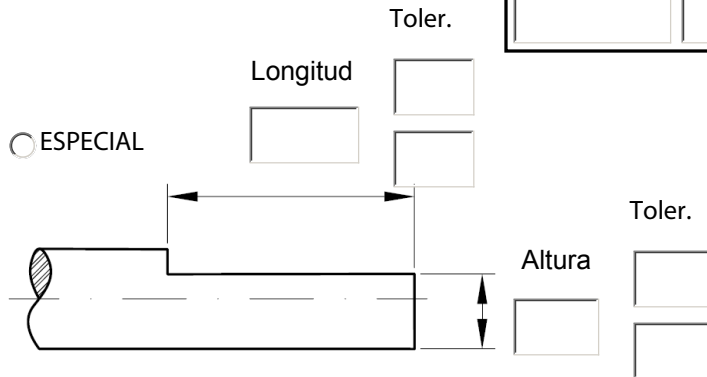 Toler.
Longitud
ESPECIAL
Toler.
Altura